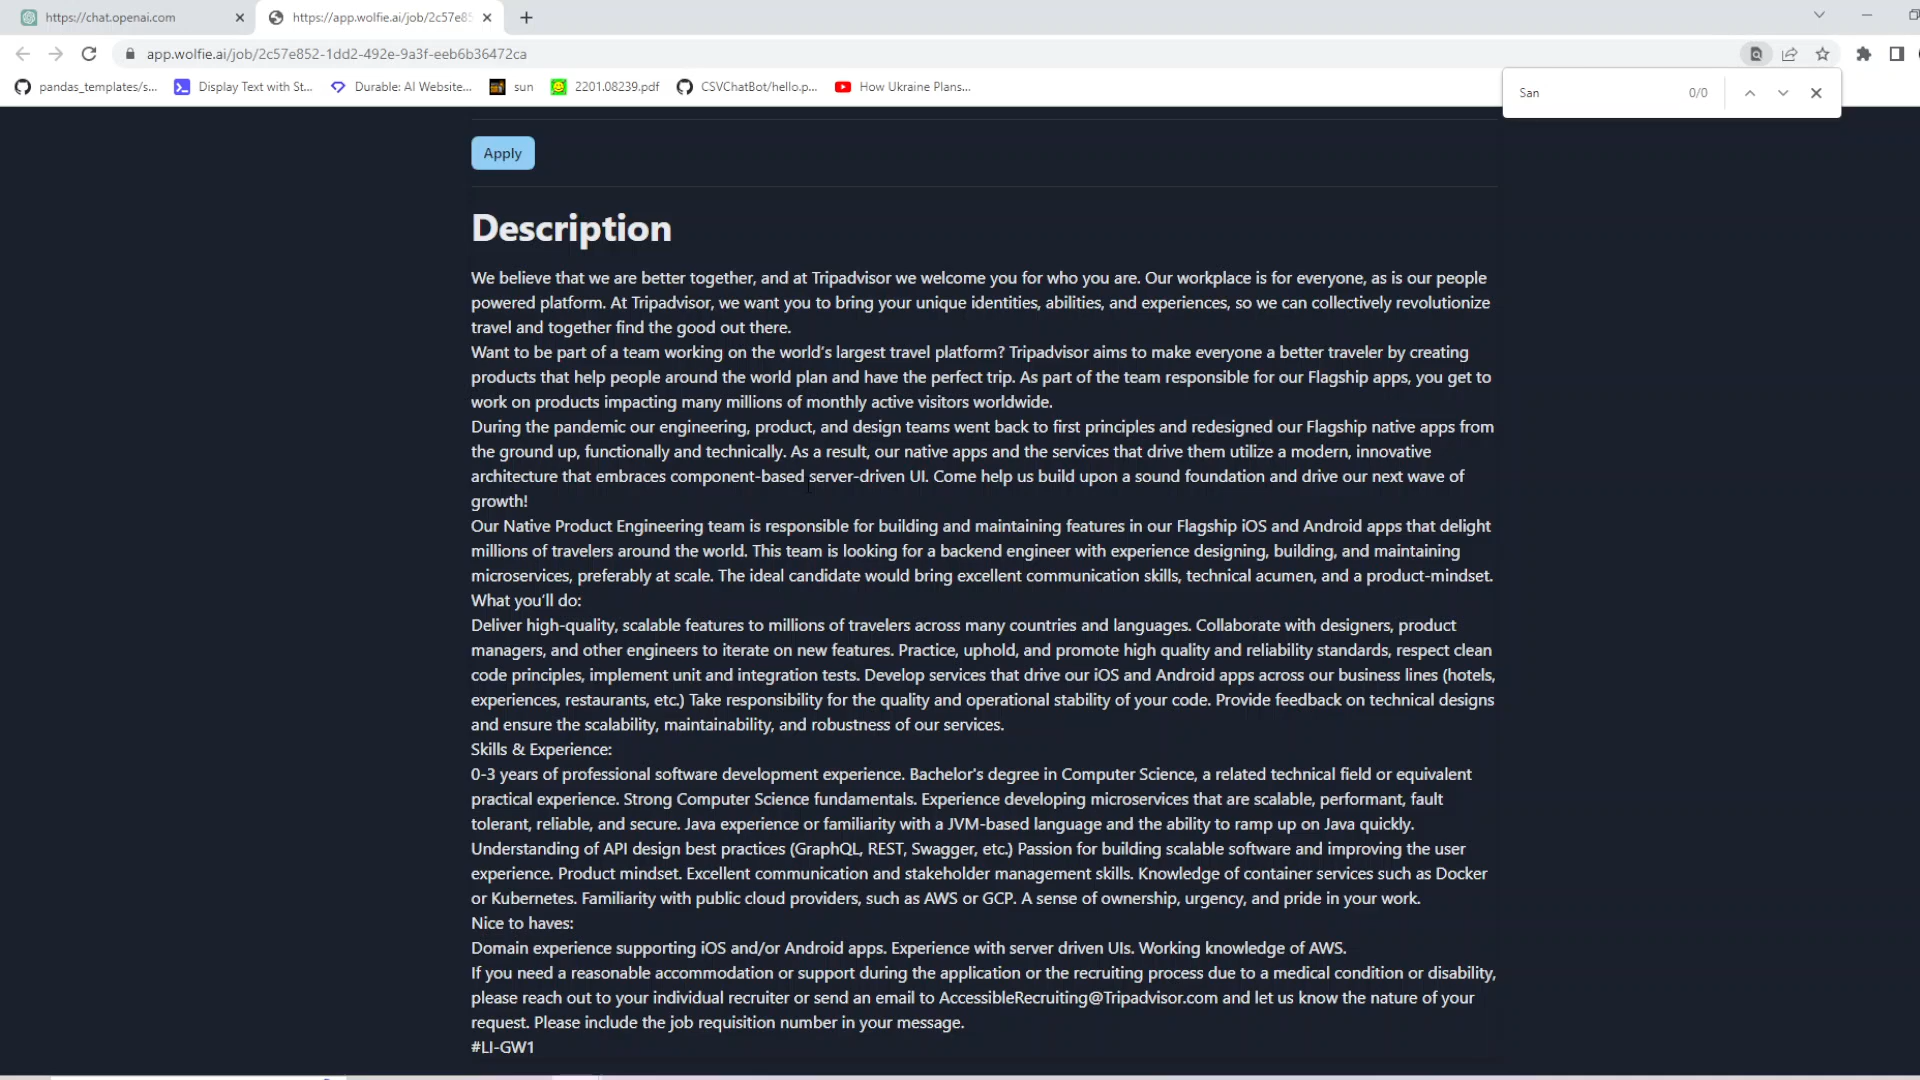 https://chat.openai.com
https://app.wolfie.ai/job/2c57e85
app.wolfie.ai/job/2c57e852-1dd2-492e-9a3f-eeb6b36472ca
pandas_templates/s...
Display Text with St...
Durable: AI Website...
sun
2201.08239.pdf
CSVChatBot/hello.p...
How Ukraine Plans...
San
0/0
Apply
Description
We believe that we are better together, and at Tripadvisor we welcome you for who you are. Our workplace is for everyone, as is our people
powered platform. At Tripadvisor, we want you to bring your unique identities, abilities, and experiences, so we can collectively revolutionize
travel and together find the good out there.
Want to be part of a team working on the world's largest travel platform? Tripadvisor aims to make everyone a better traveler by creating
products that help people around the world plan and have the perfect trip. As part of the team responsible for our Flagship apps, you get to
work on products impacting many millions of monthly active visitors worldwide.
During the pandemic our engineering, product, and design teams went back to first principles and redesigned our Flagship native apps from
the ground up, functionally and technically. As a result, our native apps and the services that drive them utilize a modern, innovative
architecture that embraces component-based server-driven UI. Come help us build upon a sound foundation and drive our next wave of
growth!
Our Native Product Engineering team is responsible for building and maintaining features in our Flagship iOS and Android apps that delight
millions of travelers around the world. This team is looking for a backend engineer with experience designing, building, and maintaining
microservices, preferably at scale. The ideal candidate would bring excellent communication skills, technical acumen, and a product-mindset.
What you'll do:
Deliver high-quality, scalable features to millions of travelers across many countries and languages. Collaborate with designers, product
managers, and other engineers to iterate on new features. Practice, uphold, and promote high quality and reliability standards, respect clean
code principles, implement unit and integration tests. Develop services that drive our iOS and Android apps across our business lines (hotels,
experiences, restaurants, etc.) Take responsibility for the quality and operational stability of your code. Provide feedback on technical designs
and ensure the scalability, maintainability, and robustness of our services.
Skills & Experience:
0-3 years of professional software development experience. Bachelor's degree in Computer Science, a related technical field or equivalent
practical experience. Strong Computer Science fundamentals. Experience developing microservices that are scalable, performant, fault
tolerant, reliable, and secure. Java experience or familiarity with a JVM-based language and the ability to ramp up on Java quickly.
Understanding of API design best practices (GraphQL, REST, Swagger, etc.) Passion for building scalable software and improving the user
experience. Product mindset. Excellent communication and stakeholder management skills. Knowledge of container services such as Docker
or Kubernetes. Familiarity with public cloud providers, such as AWS or GCP. A sense of ownership, urgency, and pride in your work.
Nice to haves:
Domain experience supporting iOS and/or Android apps. Experience with server driven UIs. Working knowledge of AWS.
If you need a reasonable accommodation or support during the application or the recruiting process due to a medical condition or disability,
please reach out to your individual recruiter or send an email to AccessibleRecruiting@Tripadvisor.com and let us know the nature of your
request. Please include the job requisition number in your message.
#LI-GW1